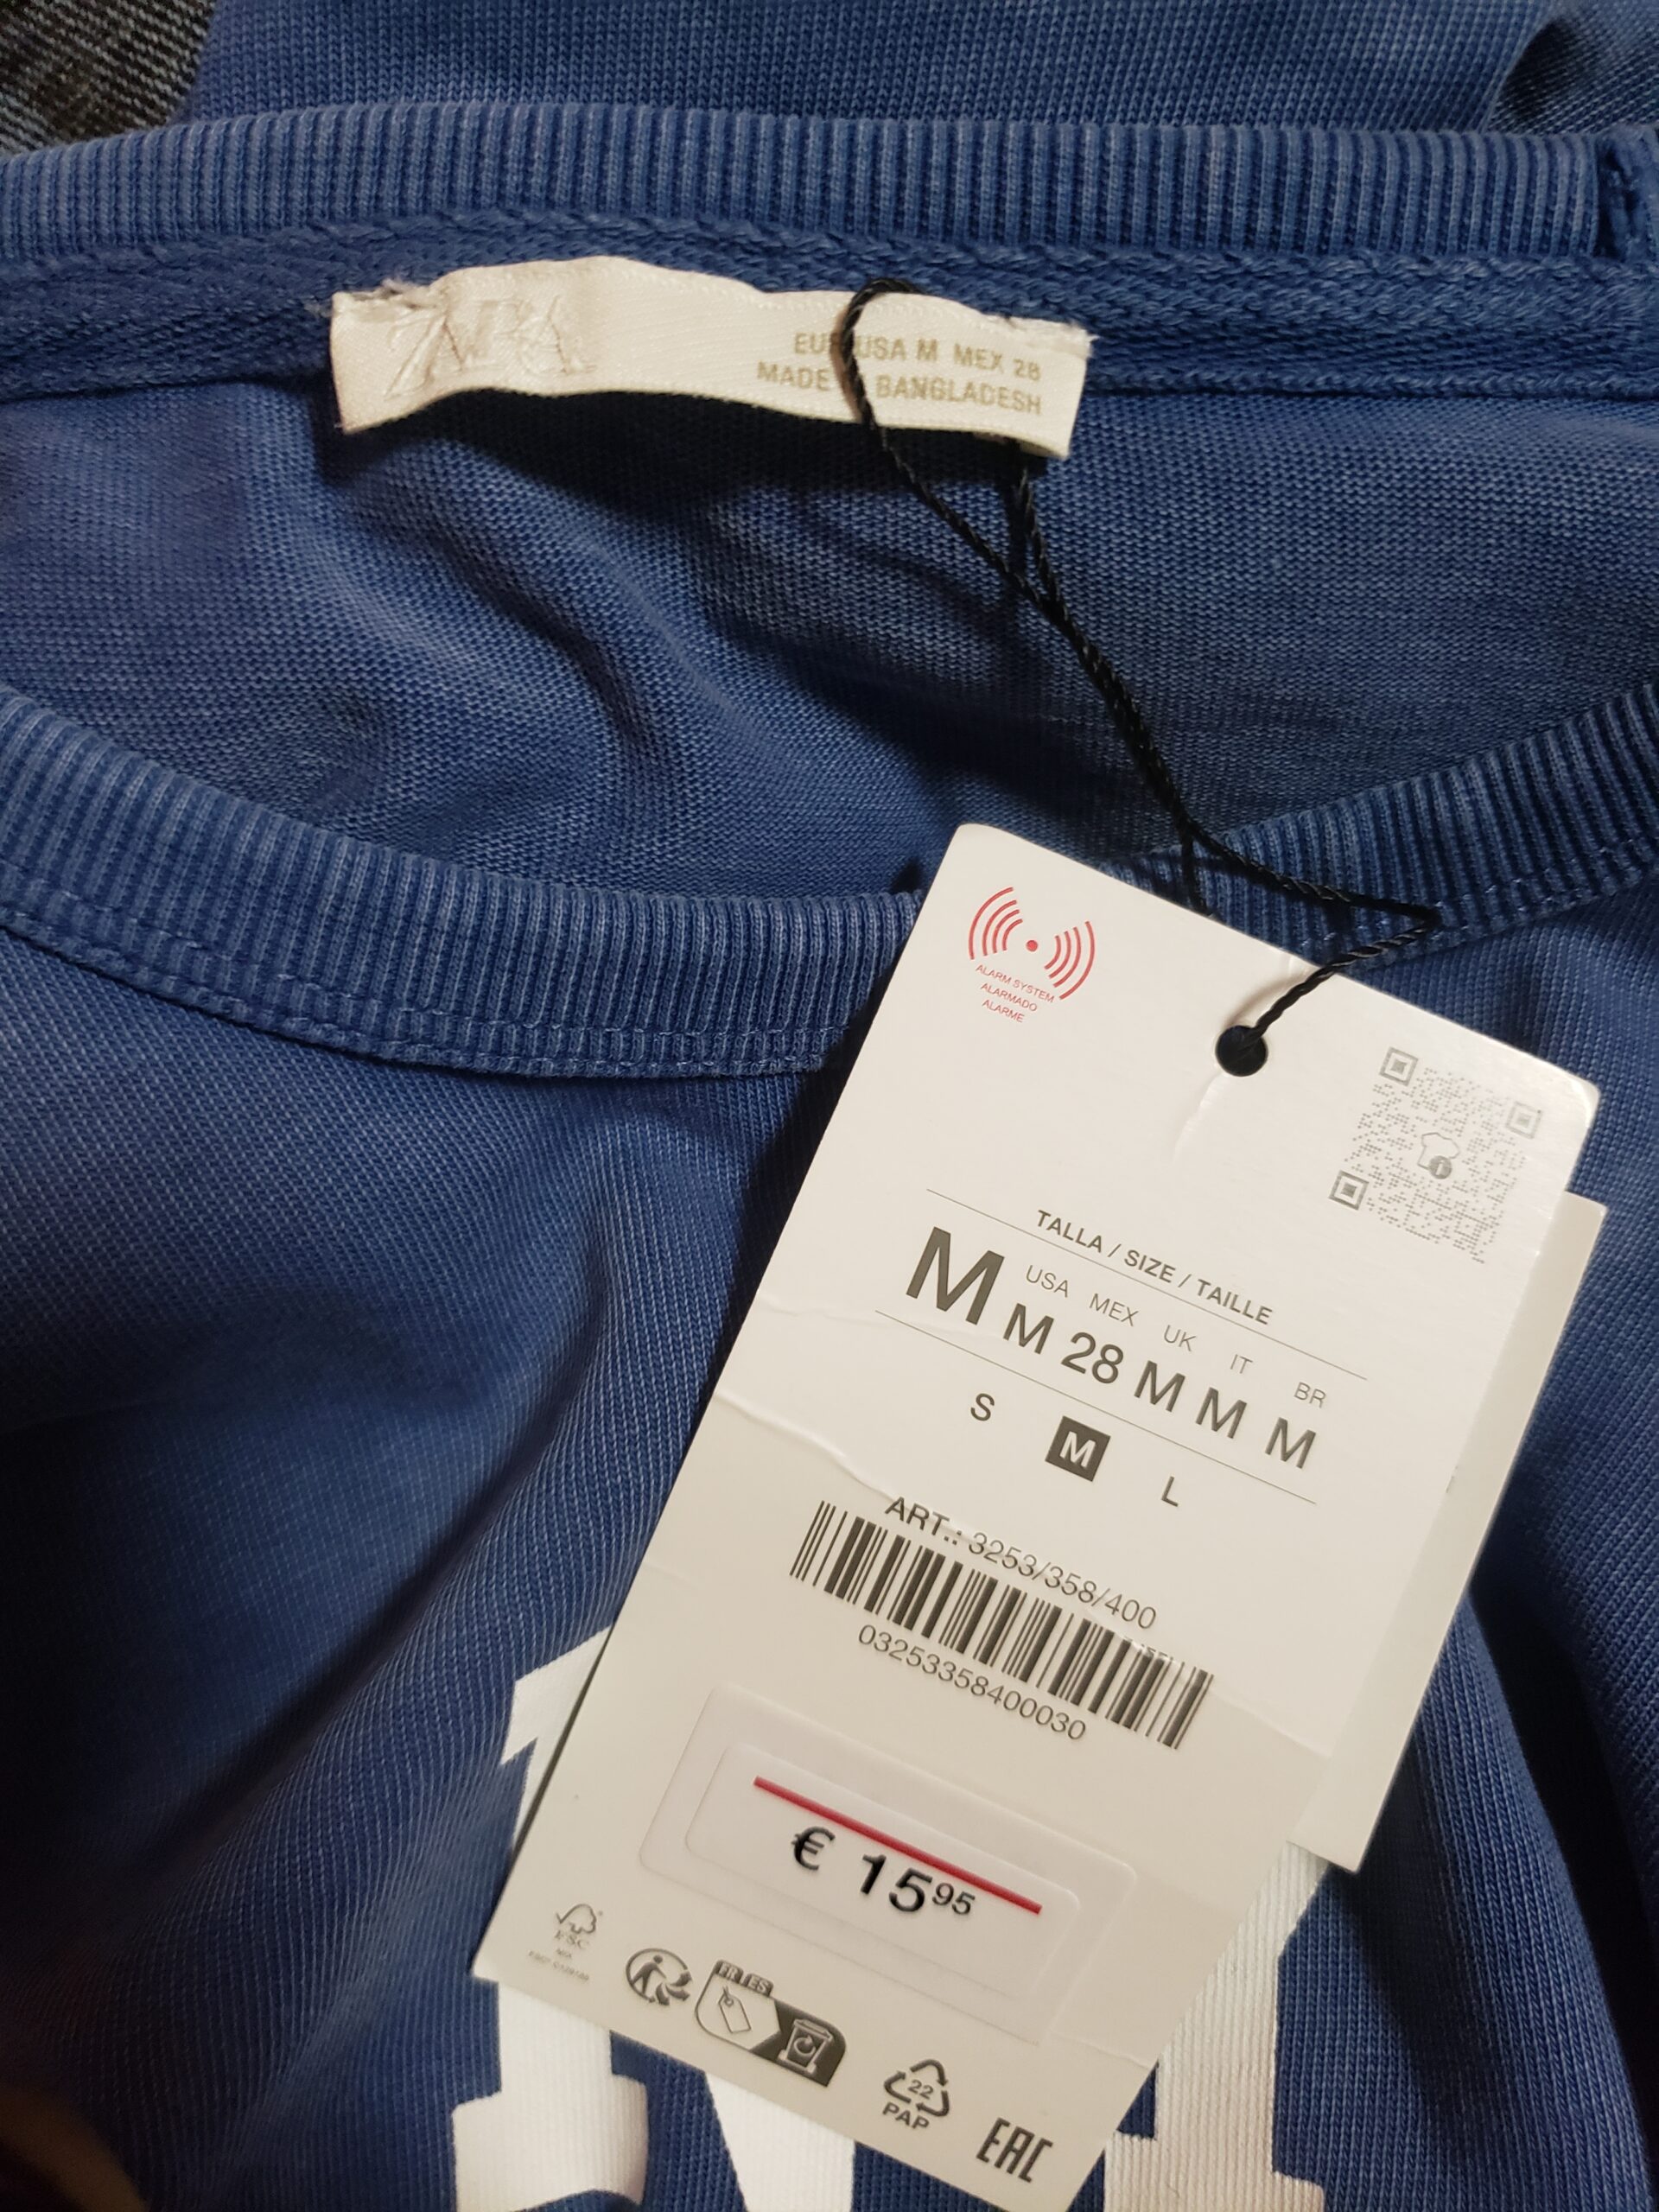 ZARA
EUR USA M MEX 28
MADE BANGLADESH
ALARM SYSTEM
ALARMADO
ALARME
TALLA / SIZE / TAILLE
USA MEX UK IT BR
M M 28 M M M
S M L
ART.: 3253/358/400
03253358400030
€ 15 95
FSC
FR ES
22
PAP
EAC